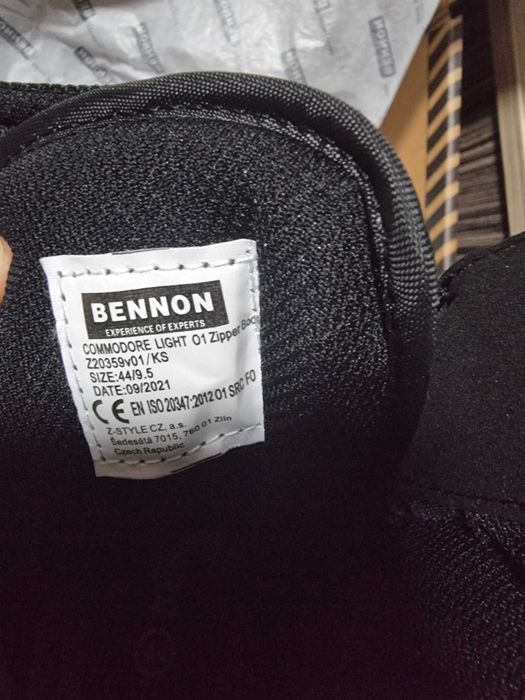 BENNON
EXPERIENCE OF EXPERTS
COMMODORE LIGHT O1 Zipper
Z20359v01/KS
SIZE:44/9.5
DATE:09/2021
CE EN ISO 20347:2012 O1 SRC FO
Z-STYLE CZ, a.s.
Šedesátá 7015, 760 01 Zlín
Czech Republic